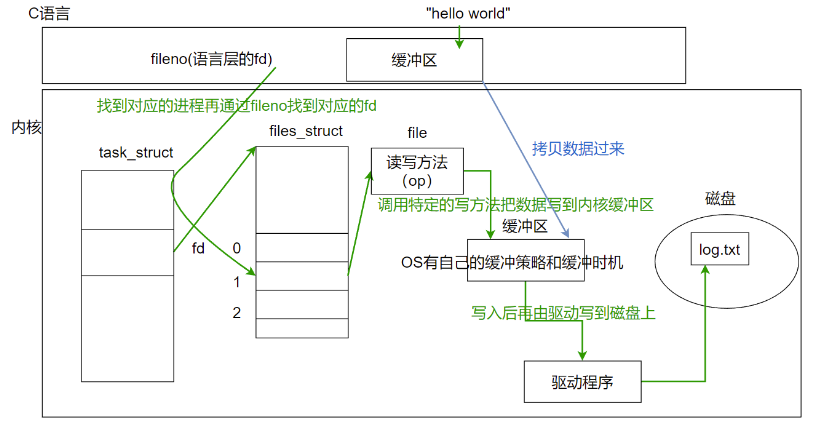 C语言
"hello world"
fileno(语言层的fd)
缓冲区
找到对应的进程再通过fileno找到对应的fd
内核
files_struct
file
task_struct
拷贝数据过来
读写方法
（op）
磁盘
调用特定的写方法把数据写到内核缓冲区
缓冲区
fd
0
log.txt
OS有自己的缓冲策略和缓冲时机
1
2
写入后再由驱动写到磁盘上
驱动程序